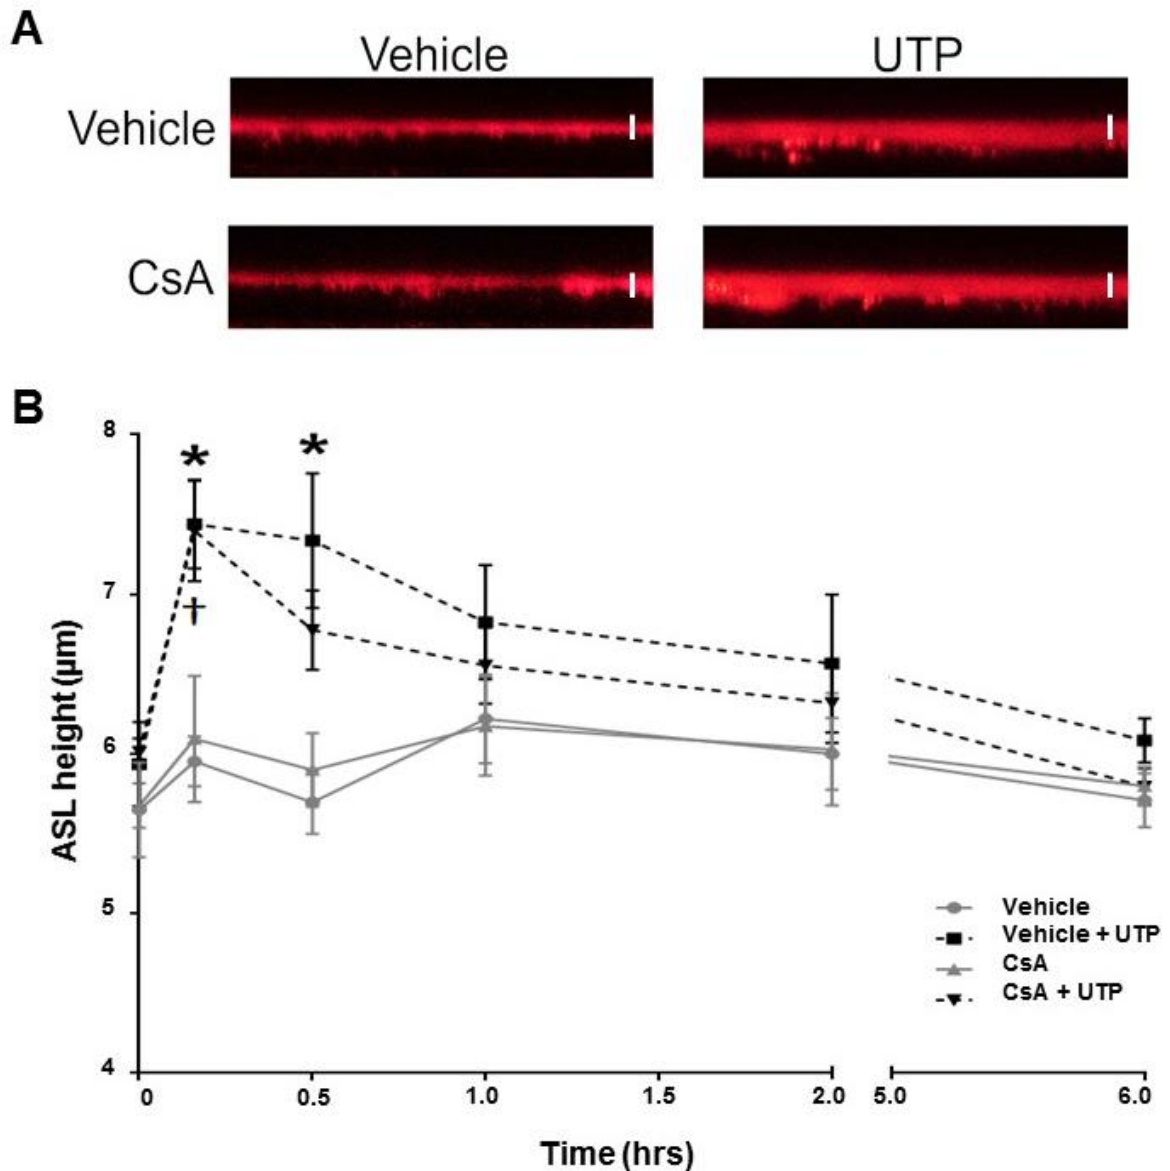 A
Vehicle UTP
Vehicle
CsA
B
8
*
*
7
†
6
5
4
ASL height (µm)
0 0.5 1.0 1.5 2.0 5.0 6.0
Time (hrs)
Vehicle
Vehicle + UTP
CsA
CsA + UTP